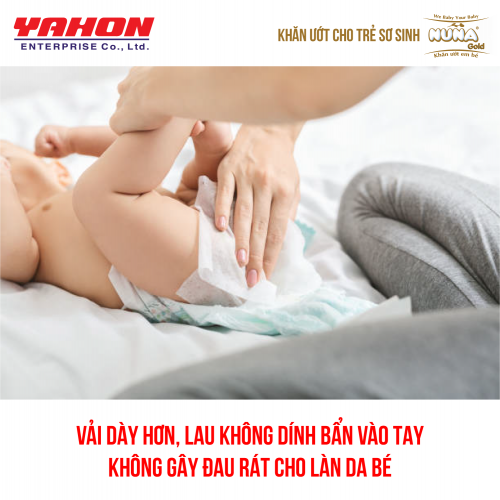 YAHON
ENTERPRISE Co., Ltd.
KHĂN ƯỚT CHO TRẺ SƠ SINH
We Baby Your Baby
NUNA
Gold
Khăn ướt em bé
VẢI DÀY HƠN, LAU KHÔNG DÍNH BẨN VÀO TAY
KHÔNG GÂY ĐAU RÁT CHO LÀN DA BÉ